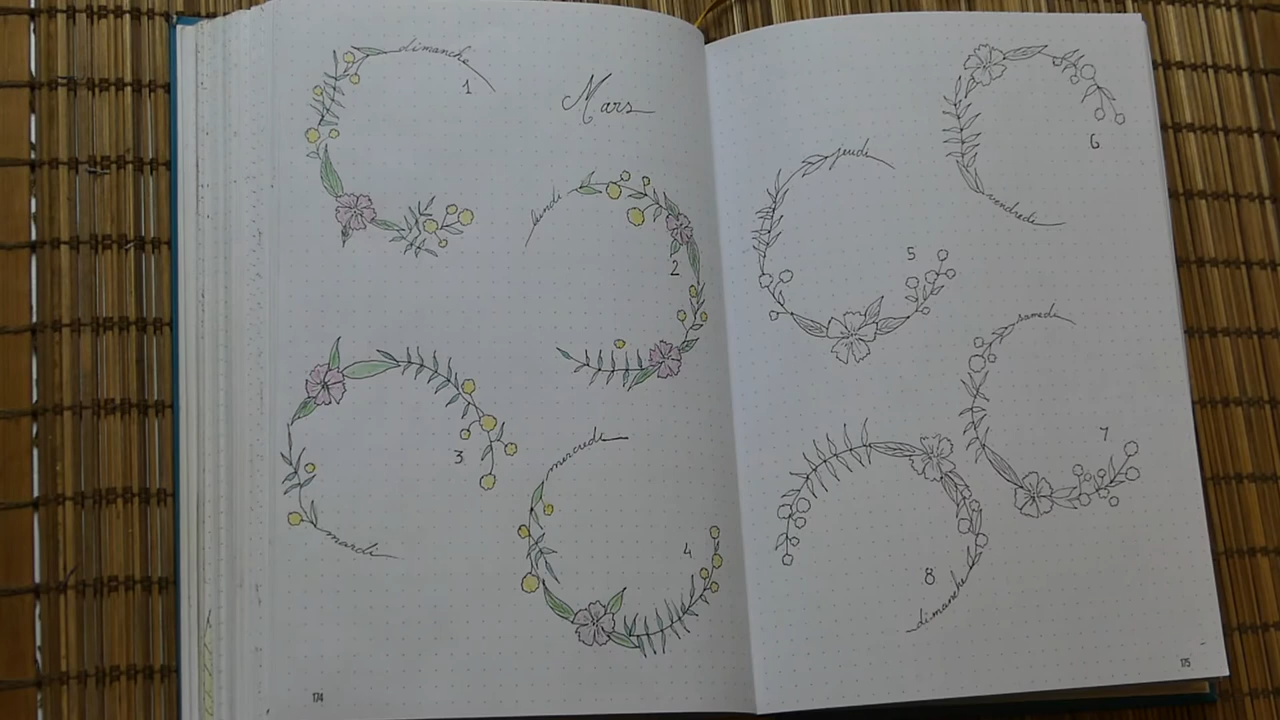 dimanche
1
Mars
lundi
2
3
mardi
mercredi
4
174
6
vendredi
jeudi
5
samedi
7
8
dimanche
175